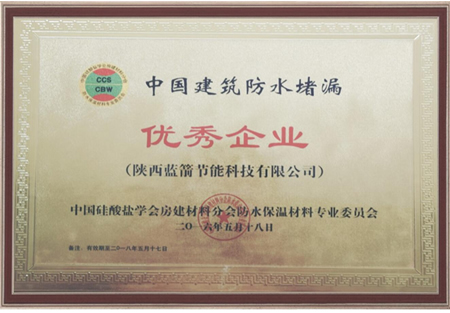 CCS
CBW
中国建筑防水堵漏
优秀企业
(陕西蓝箭节能科技有限公司)
中国硅酸盐学会房建材料分会防水保温材料专业委员会
二〇一六年五月十八日
备注：有效期至二〇一八年五月十七日